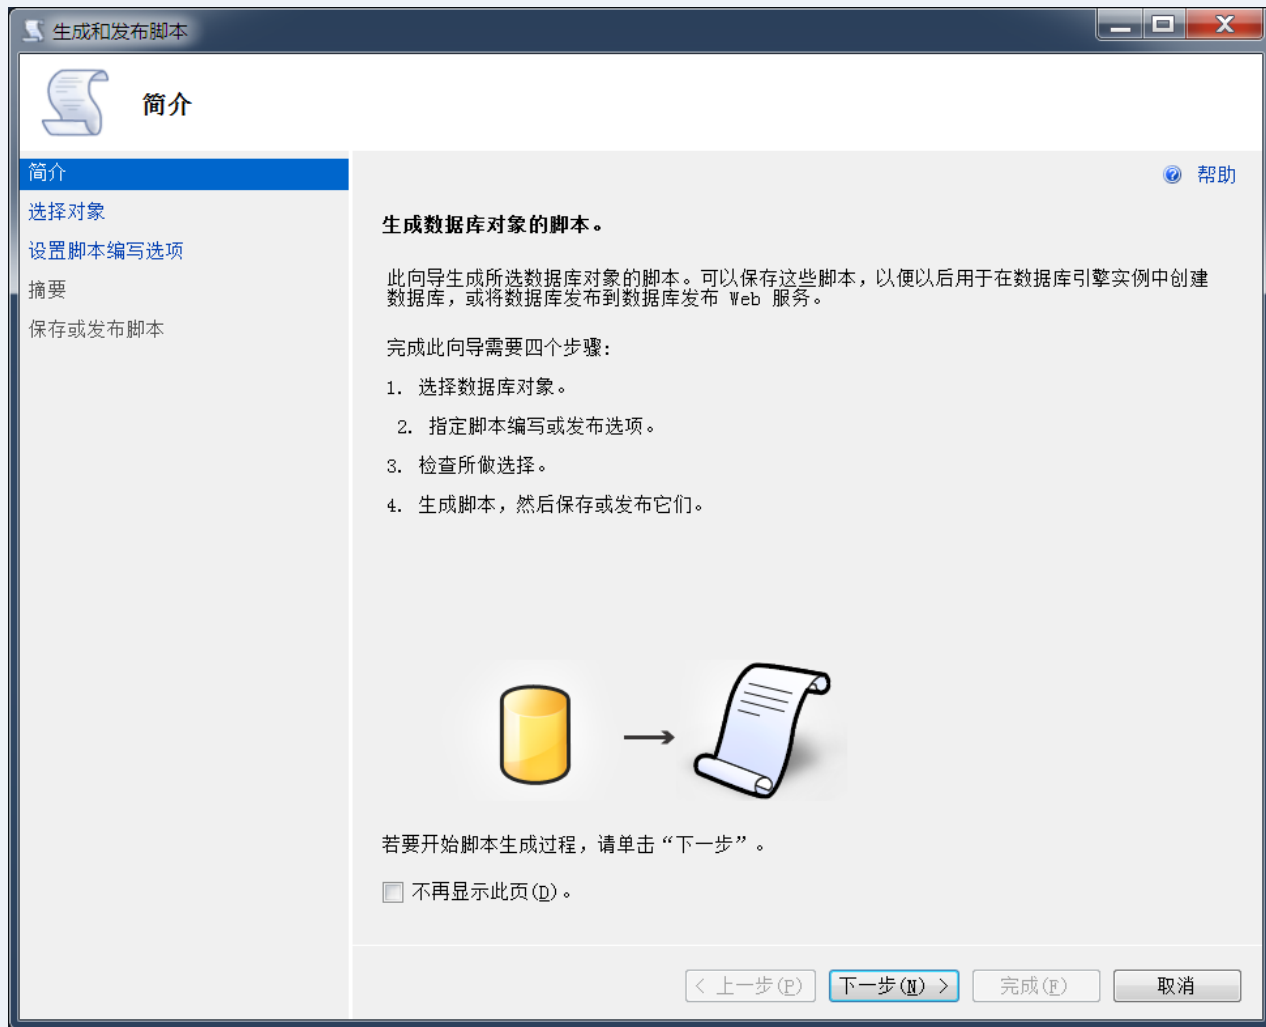 生成和发布脚本
简介
简介
选择对象
设置脚本编写选项
摘要
保存或发布脚本
帮助
生成数据库对象的脚本。
此向导生成所选数据库对象的脚本。可以保存这些脚本，以便以后用于在数据库引擎实例中创建
数据库，或将数据库发布到数据库发布 Web 服务。
完成此向导需要四个步骤:
1. 选择数据库对象。
2. 指定脚本编写或发布选项。
3. 检查所做选择。
4. 生成脚本，然后保存或发布它们。
若要开始脚本生成过程，请单击“下一步”。
不再显示此页(D)。
< 上一步(P)
下一步(N) >
完成(F)
取消